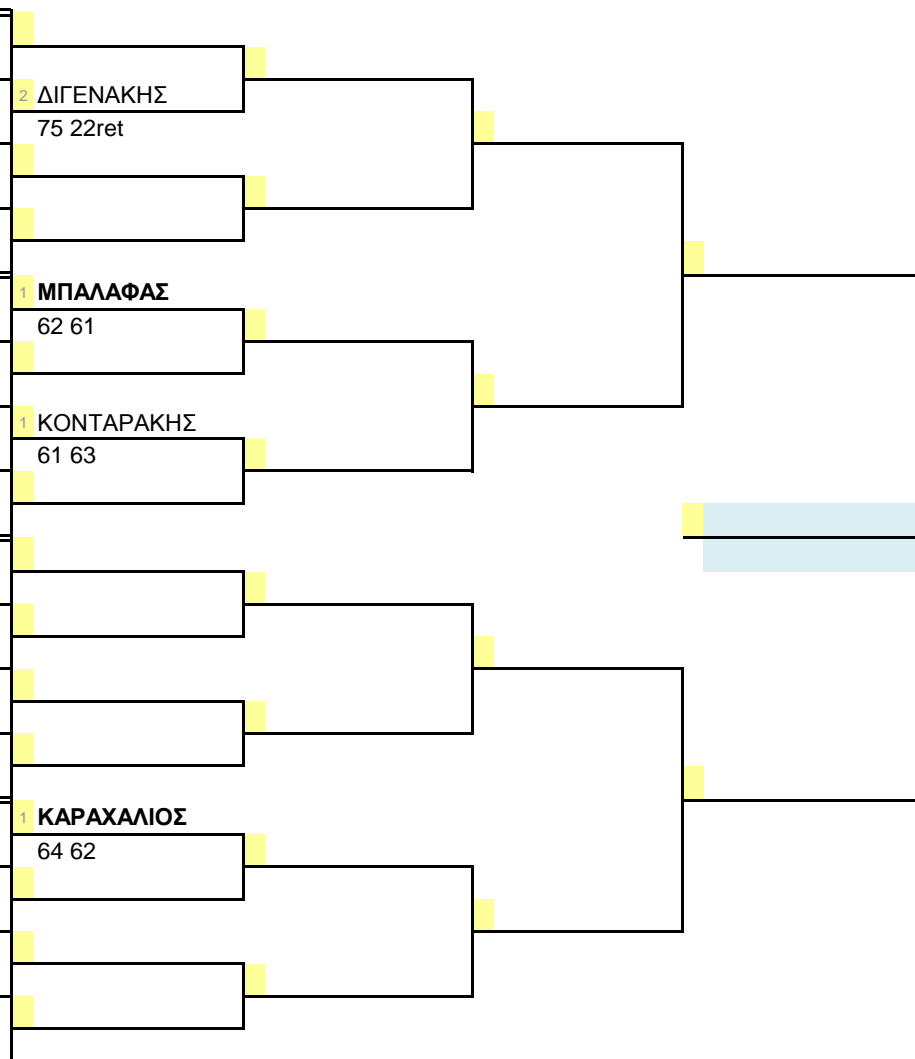 2 ΔΙΓΕΝΑΚΗΣ
75 22ret
1 ΜΠΑΛΑΦΑΣ
62 61
1 ΚΟΝΤΑΡΑΚΗΣ
61 63
1 ΚΑΡΑΧΑΛΙΟΣ
64 62